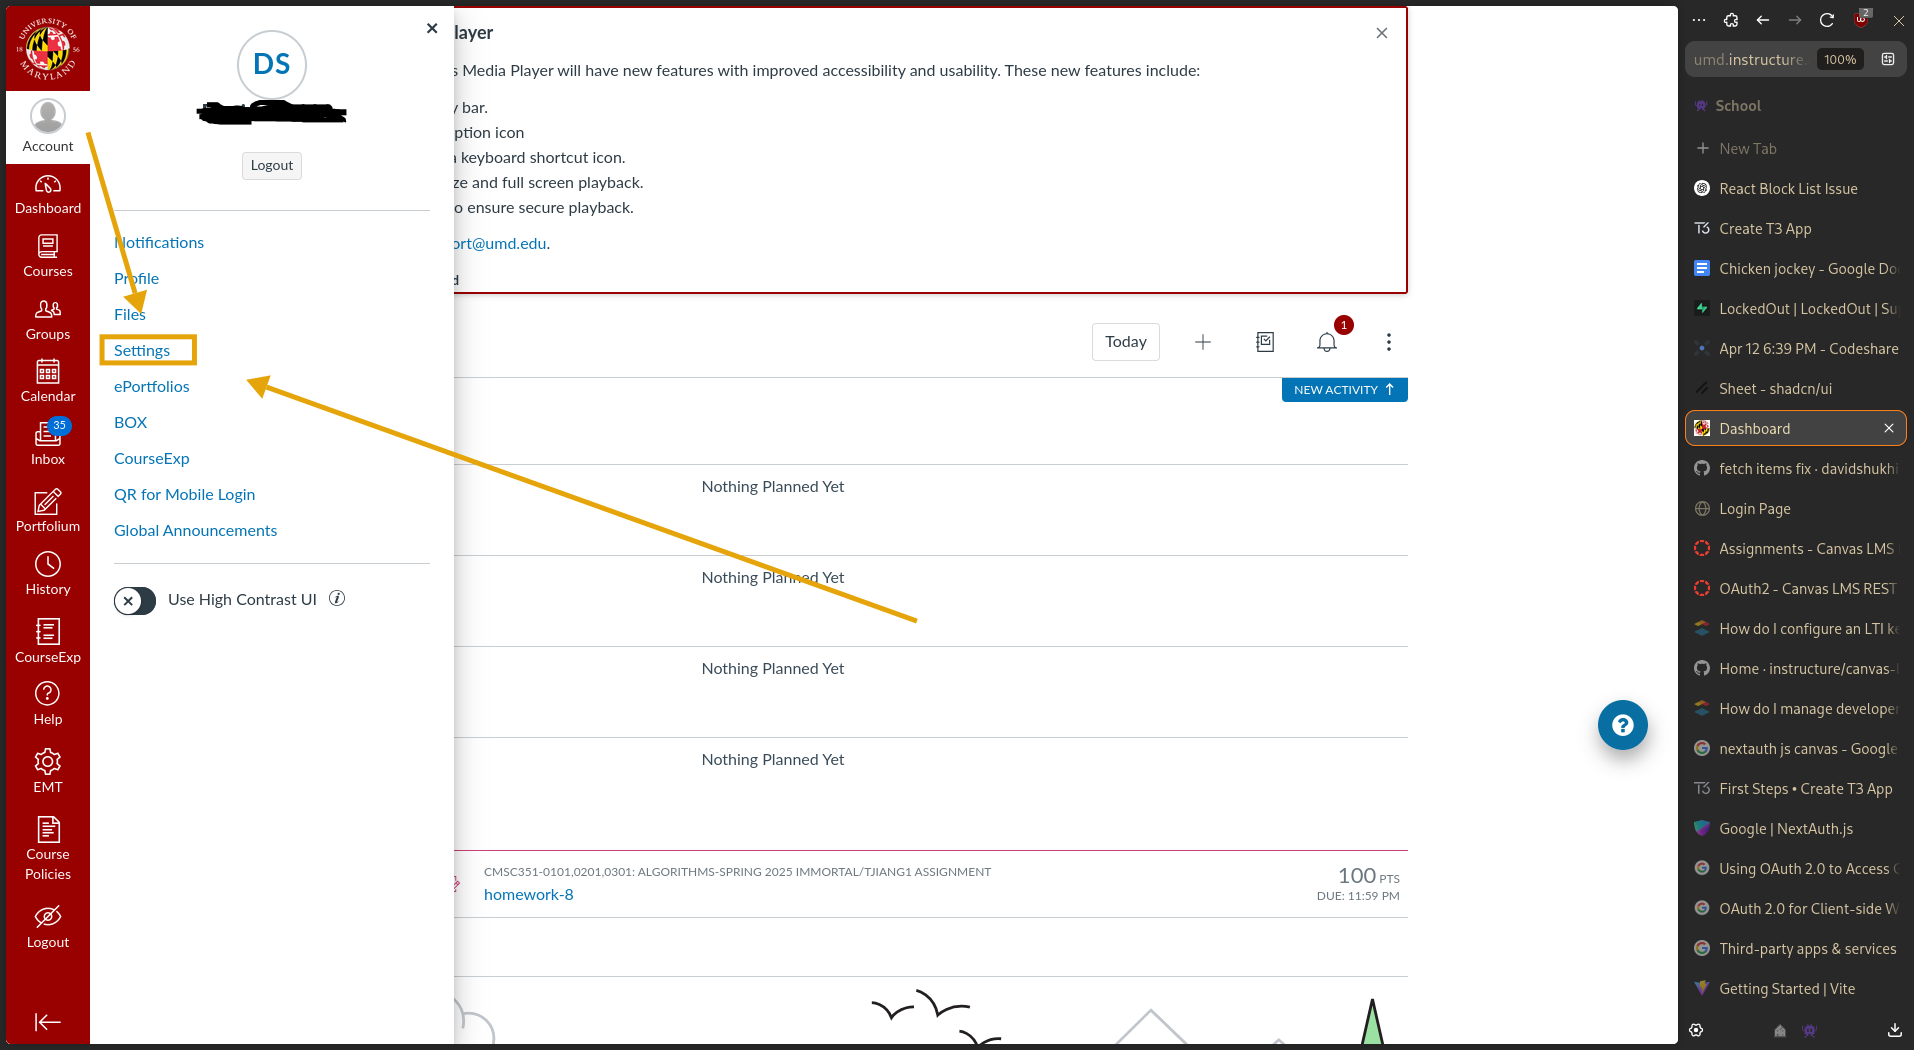 UNIVERSITY OF
18 56
MARYLAND
Account
Dashboard
Courses
Groups
Calendar
35
Inbox
Portfolium
History
CourseExp
Help
EMT
Course
Policies
Logout
DS
Logout
Notifications
Profile
Files
Settings
ePortfolios
BOX
CourseExp
QR for Mobile Login
Global Announcements
Use High Contrast UI
layer
s Media Player will have new features with improved accessibility and usability. These new features include:
y bar.
ption icon
a keyboard shortcut icon.
ze and full screen playback.
o ensure secure playback.
ort@umd.edu.
d
Today
1
NEW ACTIVITY
Nothing Planned Yet
Nothing Planned Yet
Nothing Planned Yet
Nothing Planned Yet
CMSC351-0101,0201,0301: ALGORITHMS-SPRING 2025 IMMORTAL/TJIANG1 ASSIGNMENT
homework-8
100 PTS
DUE: 11:59 PM
2
umd.instructure.
100%
School
New Tab
React Block List Issue
Create T3 App
Chicken jockey - Google Do
LockedOut | LockedOut | Su
Apr 12 6:39 PM - Codeshare
Sheet - shadcn/ui
Dashboard
fetch items fix · davidshukhi
Login Page
Assignments - Canvas LMS
OAuth2 - Canvas LMS REST
How do I configure an LTI ke
Home · instructure/canvas-
How do I manage developer
nextauth js canvas - Google
First Steps • Create T3 App
Google | NextAuth.js
Using OAuth 2.0 to Access G
OAuth 2.0 for Client-side W
Third-party apps & services
Getting Started | Vite